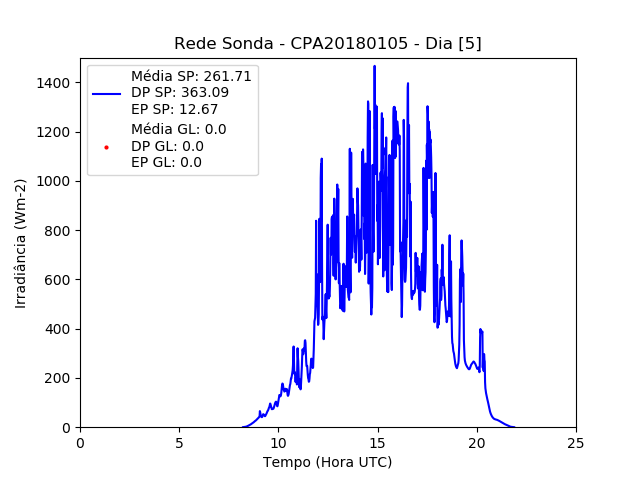 Rede Sonda - CPA20180105 - Dia [5]
Média SP: 261.71
DP SP: 363.09
EP SP: 12.67
Média GL: 0.0
DP GL: 0.0
EP GL: 0.0
Irradiância (Wm-2)
1400
1200
1000
800
600
400
200
0
0 5 10 15 20 25
Tempo (Hora UTC)